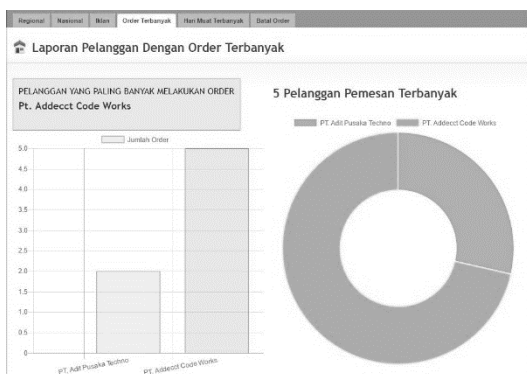 Regional Nasional Iklan Order Terbanyak Hari Muat Terbanyak Batal Order
Laporan Pelanggan Dengan Order Terbanyak
PELANGGAN YANG PALING BANYAK MELAKUKAN ORDER
Pt. Addecct Code Works
Jumlah Order
5.0
4.5
4.0
3.5
3.0
2.5
2.0
1.5
1.0
0.5
0
PT. Adil Pusaka Techno PT. Addecct Code Works
5 Pelanggan Pemesan Terbanyak
PT. Adil Pusaka Techno PT. Addecct Code Works